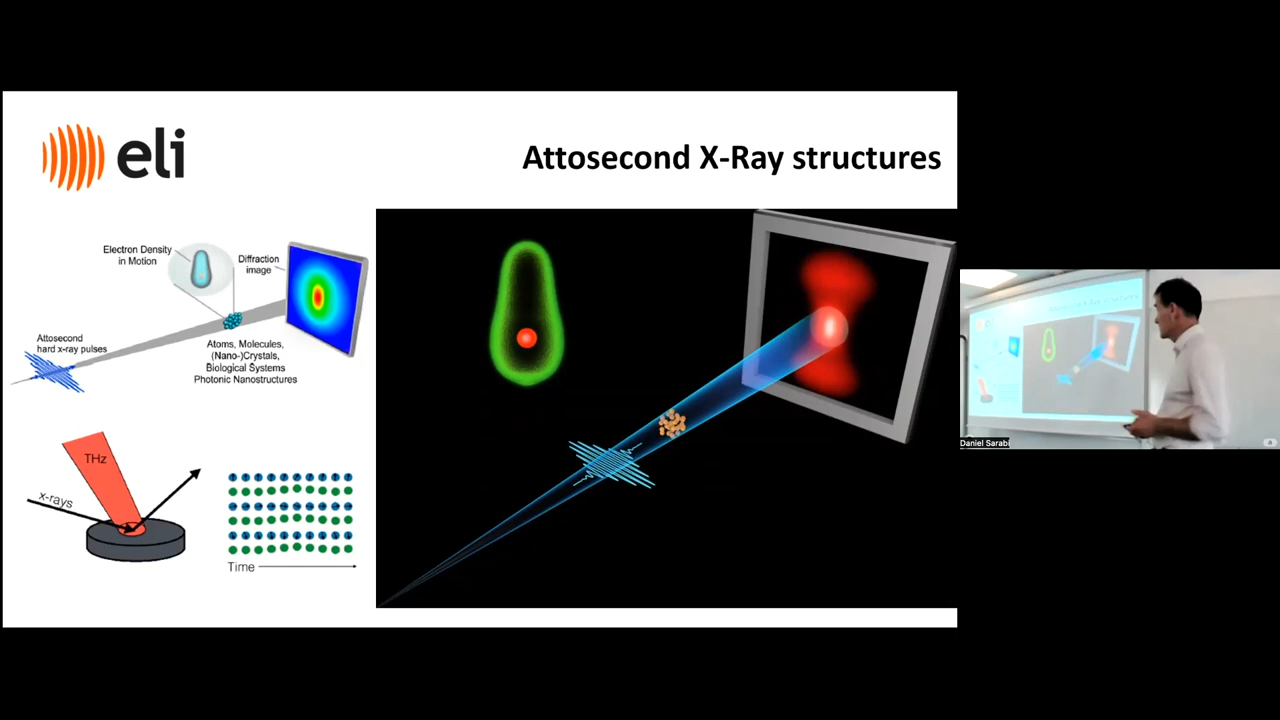 eli
Attosecond X-Ray structures
Electron Density
in Motion
Diffraction
image
Attosecond
hard x-ray pulses
Atoms, Molecules,
(Nano-)Crystals,
Biological Systems
Photonic Nanostructures
THz
x-rays
Time
Daniel Sarabi